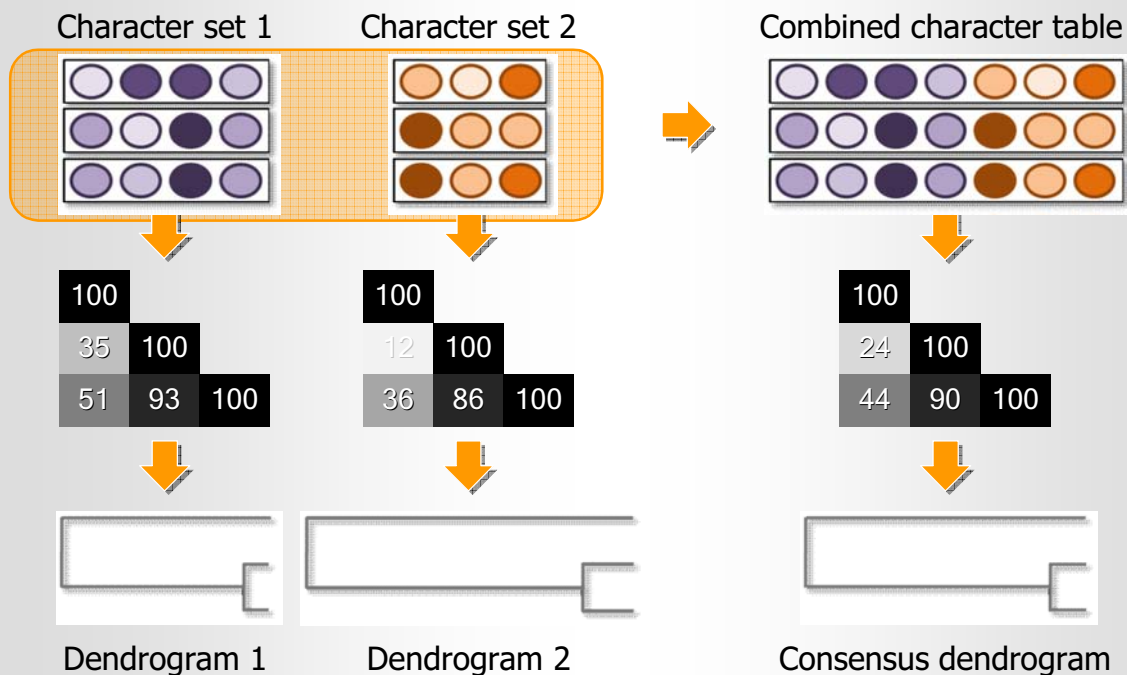 Character set 1 Character set 2 Combined character table
100 100 100
35 100 12 100 24 100
51 93 100 36 86 100 44 90 100
Dendrogram 1 Dendrogram 2 Consensus dendrogram